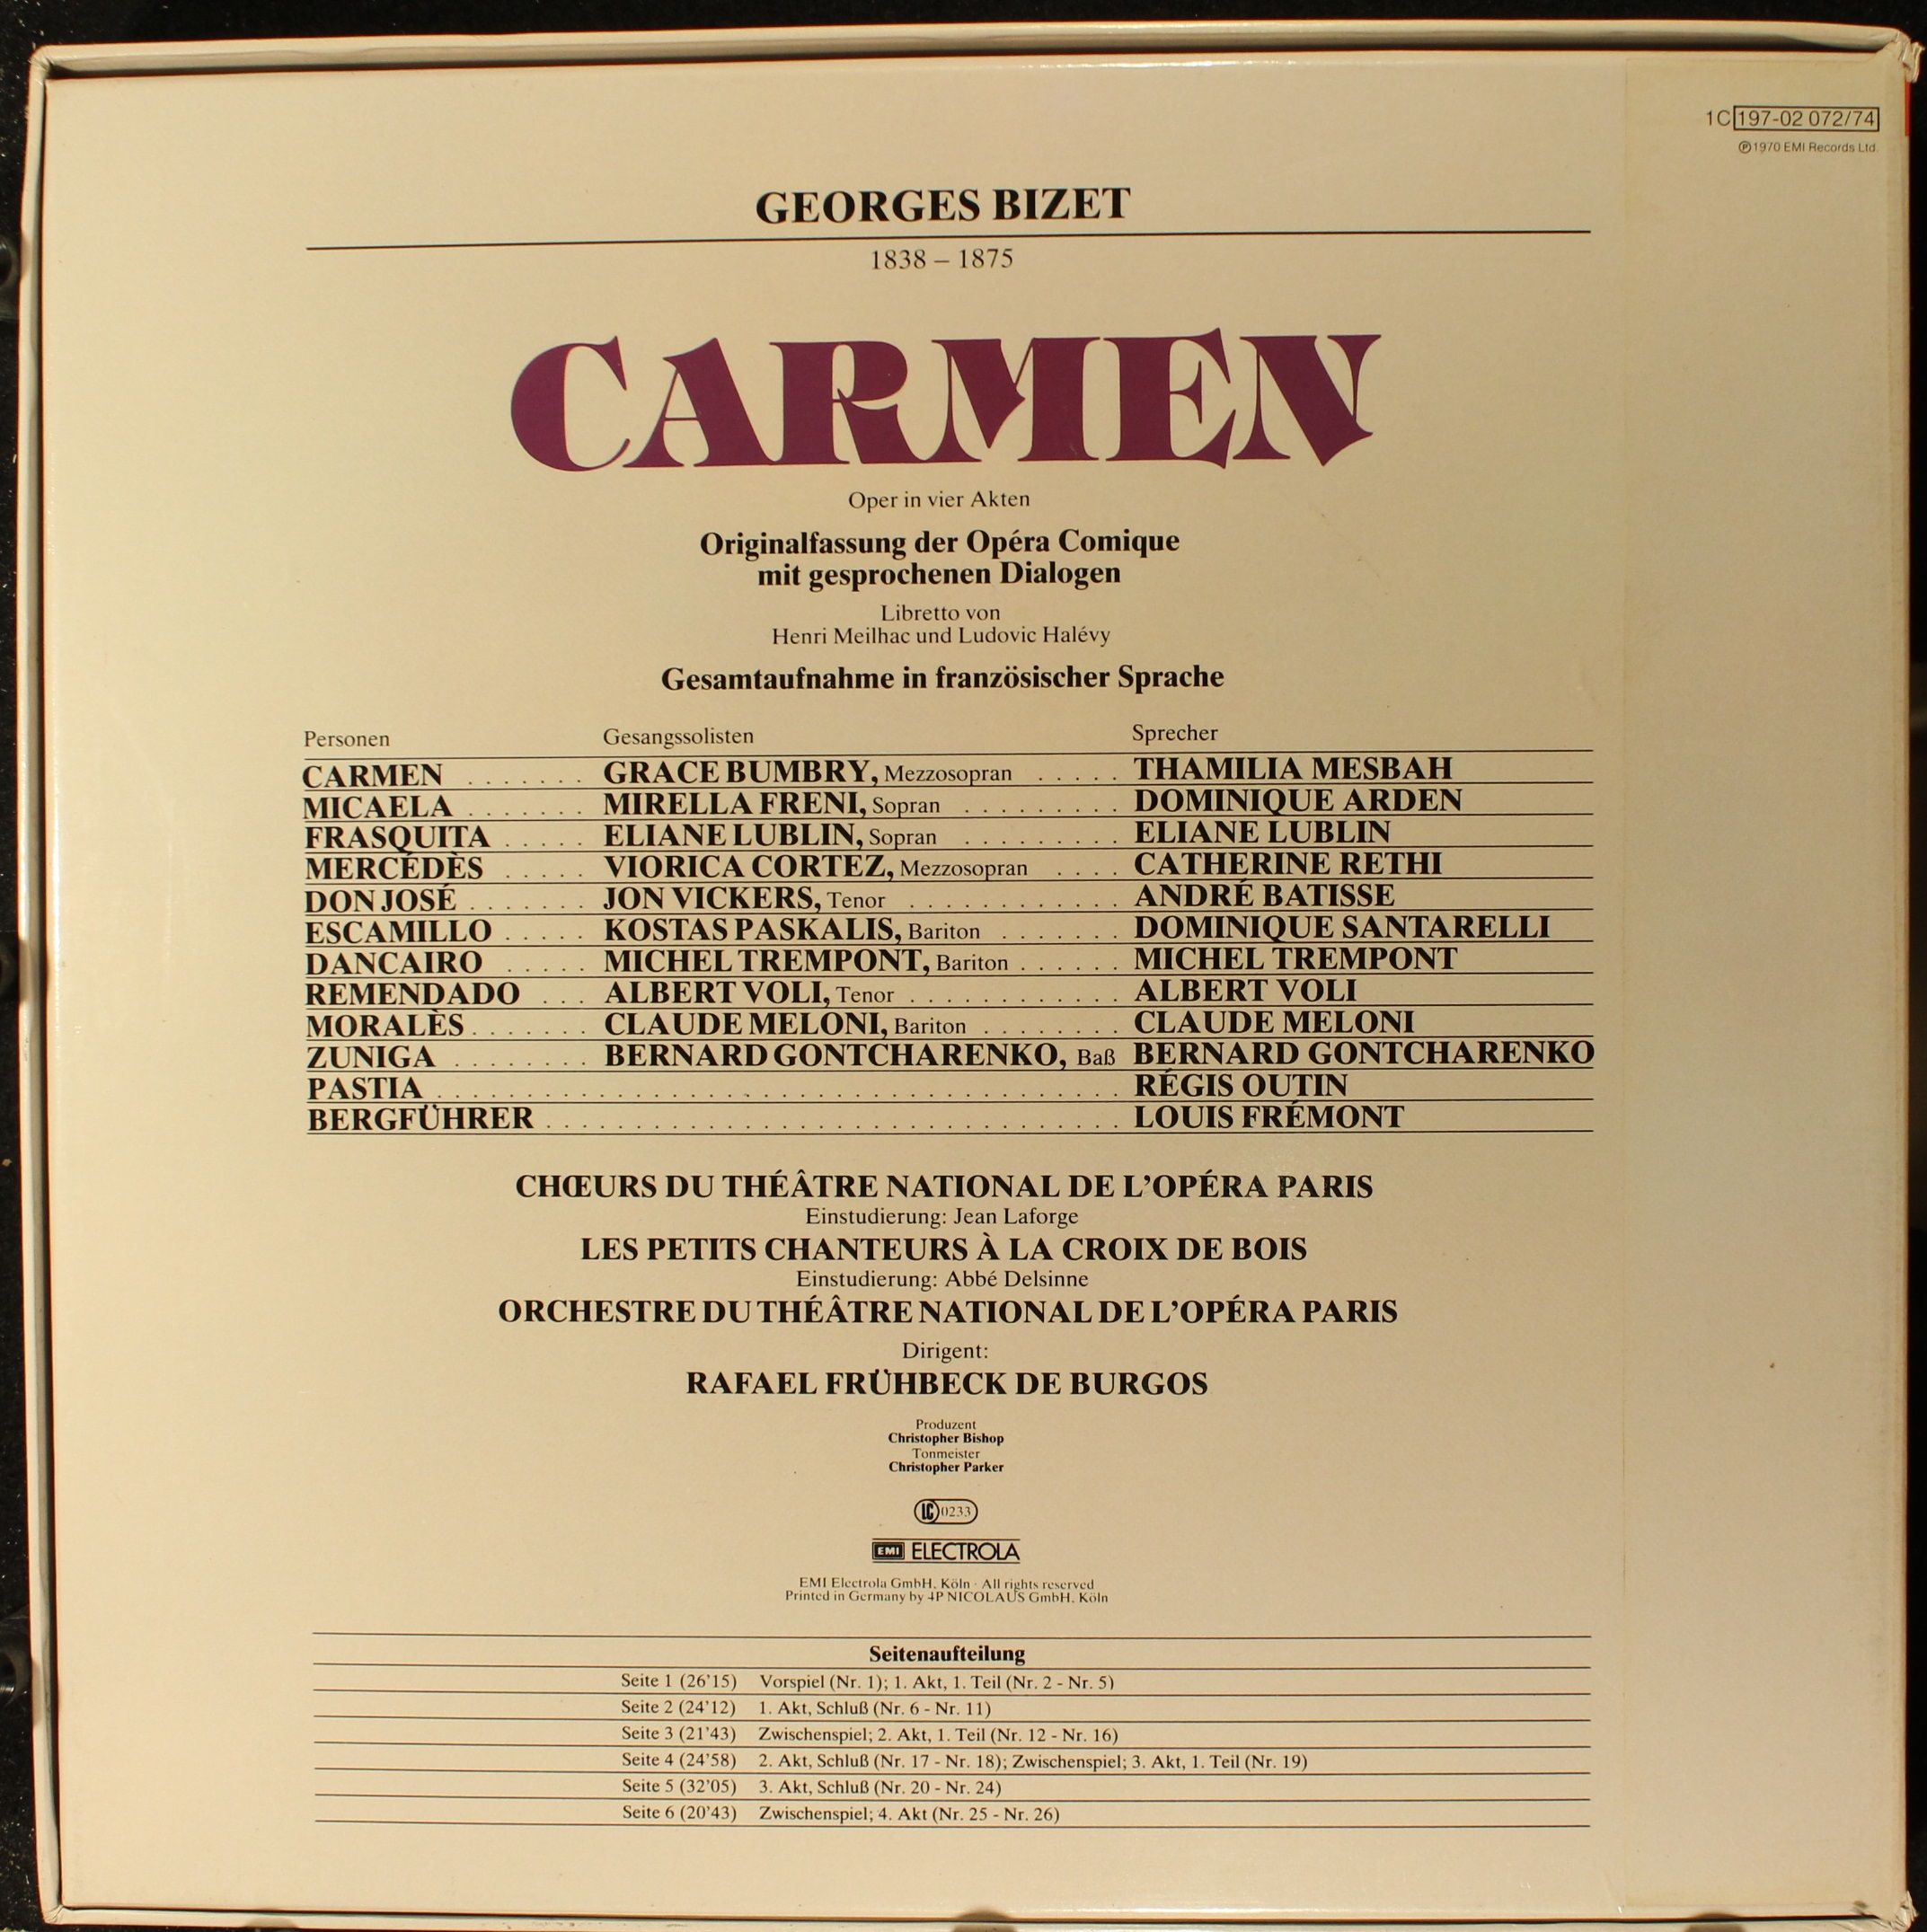 1C 197-02 072/74
Ⓟ1970 EMI Records Ltd.
GEORGES BIZET
1838 – 1875
CARMEN
Oper in vier Akten
Originalfassung der Opéra Comique
mit gesprochenen Dialogen
Libretto von
Henri Meilhac und Ludovic Halévy
Gesamtaufnahme in französischer Sprache
Personen Gesangssolisten Sprecher
CARMEN . . . . . . . GRACE BUMBRY, Mezzosopran . . . . . THAMILIA MESBAH
MICAELA . . . . . . . MIRELLA FRENI, Sopran . . . . . . . . . DOMINIQUE ARDEN
FRASQUITA . . . . . ELIANE LUBLIN, Sopran . . . . . . . . . ELIANE LUBLIN
MERCÉDÈS . . . . . VIORICA CORTEZ, Mezzosopran . . . . CATHERINE RETHI
DON JOSÉ . . . . . . . JON VICKERS, Tenor . . . . . . . . . . . . ANDRÉ BATISSE
ESCAMILLO . . . . . KOSTAS PASKALIS, Bariton . . . . . . . DOMINIQUE SANTARELLI
DANCAIRO . . . . . MICHEL TREMPONT, Bariton . . . . . . MICHEL TREMPONT
REMENDADO . . . ALBERT VOLI, Tenor . . . . . . . . . . . . ALBERT VOLI
MORALÈS . . . . . . . CLAUDE MELONI, Bariton . . . . . . . . CLAUDE MELONI
ZUNIGA . . . . . . . . BERNARD GONTCHARENKO, Baß BERNARD GONTCHARENKO
PASTIA . . . . . . . . . . . . . . . . . . . . . . . . . . . . . . . . . . . . . . . RÉGIS OUTIN
BERGFÜHRER . . . . . . . . . . . . . . . . . . . . . . . . . . . . . . . . LOUIS FRÉMONT
CHŒURS DU THÉÂTRE NATIONAL DE L'OPÉRA PARIS
Einstudierung: Jean Laforge
LES PETITS CHANTEURS À LA CROIX DE BOIS
Einstudierung: Abbé Delsinne
ORCHESTRE DU THÉÂTRE NATIONAL DE L'OPÉRA PARIS
Dirigent:
RAFAEL FRÜHBECK DE BURGOS
Produzent
Christopher Bishop
Tonmeister
Christopher Parker
LC 0233
EMI ELECTROLA
EMI Electrola GmbH, Köln · All rights reserved
Printed in Germany by 4P NICOLAUS GmbH, Köln
Seitenaufteilung
Seite 1 (26'15) Vorspiel (Nr. 1); 1. Akt, 1. Teil (Nr. 2 - Nr. 5)
Seite 2 (24'12) 1. Akt, Schluß (Nr. 6 - Nr. 11)
Seite 3 (21'43) Zwischenspiel; 2. Akt, 1. Teil (Nr. 12 - Nr. 16)
Seite 4 (24'58) 2. Akt, Schluß (Nr. 17 - Nr. 18); Zwischenspiel; 3. Akt, 1. Teil (Nr. 19)
Seite 5 (32'05) 3. Akt, Schluß (Nr. 20 - Nr. 24)
Seite 6 (20'43) Zwischenspiel; 4. Akt (Nr. 25 - Nr. 26)